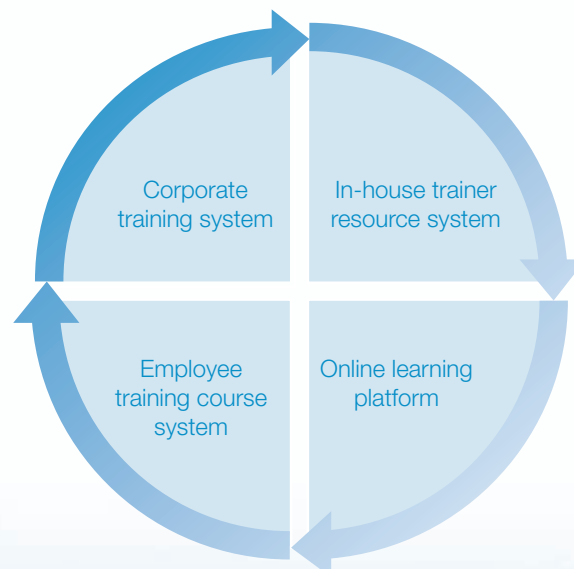 Corporate
training system
In-house trainer
resource system
Employee
training course
system
Online learning
platform